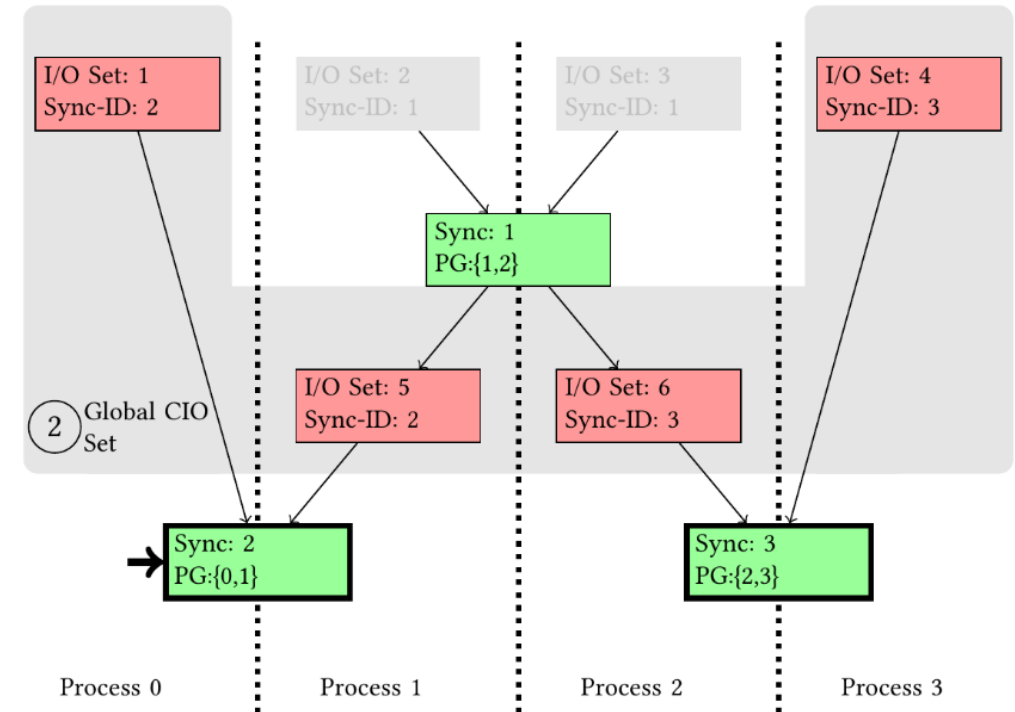 I/O Set: 1
Sync-ID: 2
I/O Set: 2
Sync-ID: 1
I/O Set: 3
Sync-ID: 1
I/O Set: 4
Sync-ID: 3
Sync: 1
PG:{1,2}
I/O Set: 5
Sync-ID: 2
I/O Set: 6
Sync-ID: 3
2
Global CIO
Set
Sync: 2
PG:{0,1}
Sync: 3
PG:{2,3}
Process 0
Process 1
Process 2
Process 3